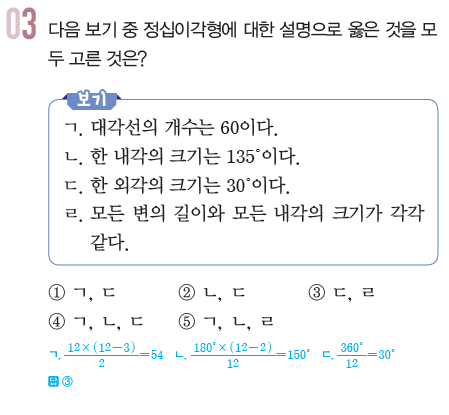 03 다음 보기 중 정십이각형에 대한 설명으로 옳은 것을 모
두 고른 것은?
보기
ㄱ. 대각선의 개수는 60이다.
ㄴ. 한 내각의 크기는 135°이다.
ㄷ. 한 외각의 크기는 30°이다.
ㄹ. 모든 변의 길이와 모든 내각의 크기가 각각
같다.
① ㄱ, ㄷ ② ㄴ, ㄷ ③ ㄷ, ㄹ
④ ㄱ, ㄴ, ㄷ ⑤ ㄱ, ㄴ, ㄹ
ㄱ. 12×(12-3)/2=54 ㄴ. 180°×(12-2)/12=150° ㄷ. 360°/12=30°
답 ③